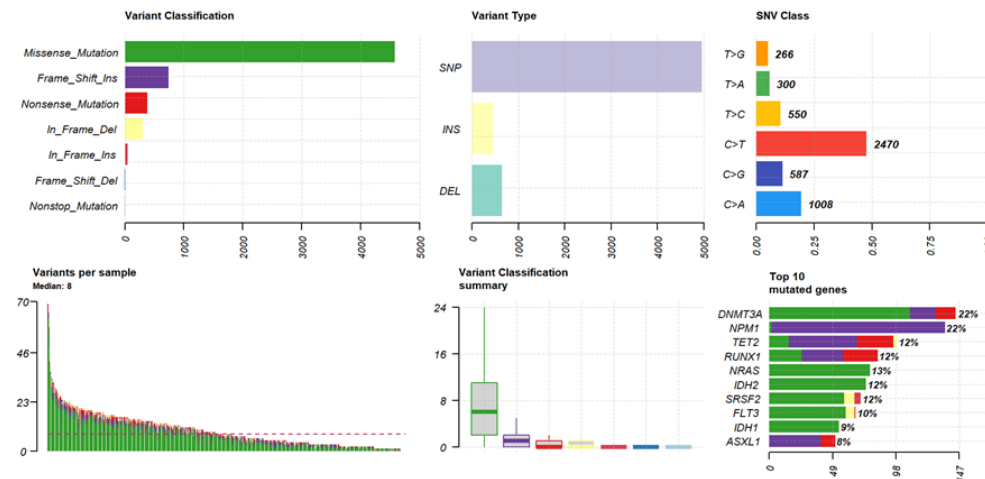 Variant Classification
Missense_Mutation
Frame_Shift_Ins
Nonsense_Mutation
In_Frame_Del
In_Frame_Ins
Frame_Shift_Del
Nonstop_Mutation
0
1000
2000
3000
4000
5000
Variant Type
SNP
INS
DEL
0
1000
2000
3000
4000
5000
SNV Class
T>G 266
T>A 300
T>C 550
C>T 2470
C>G 587
C>A 1008
0.00
0.25
0.50
0.75
1.00
Variants per sample
Median: 8
70
46
23
0
Variant Classification
summary
24
16
8
0
Top 10
mutated genes
DNMT3A 22%
NPM1 22%
TET2 12%
RUNX1 12%
NRAS 13%
IDH2 12%
SRSF2 12%
FLT3 10%
IDH1 9%
ASXL1 8%
0
49
98
147